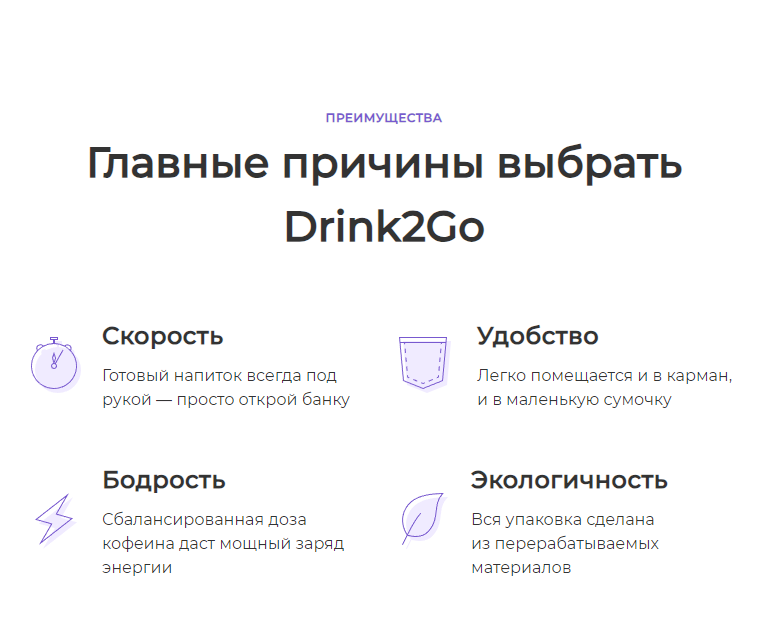 ПРЕИМУЩЕСТВА
Главные причины выбрать
Drink2Go
Скорость
Готовый напиток всегда под
рукой — просто открой банку
Удобство
Легко помещается и в карман,
и в маленькую сумочку
Бодрость
Сбалансированная доза
кофеина даст мощный заряд
энергии
Экологичность
Вся упаковка сделана
из перерабатываемых
материалов